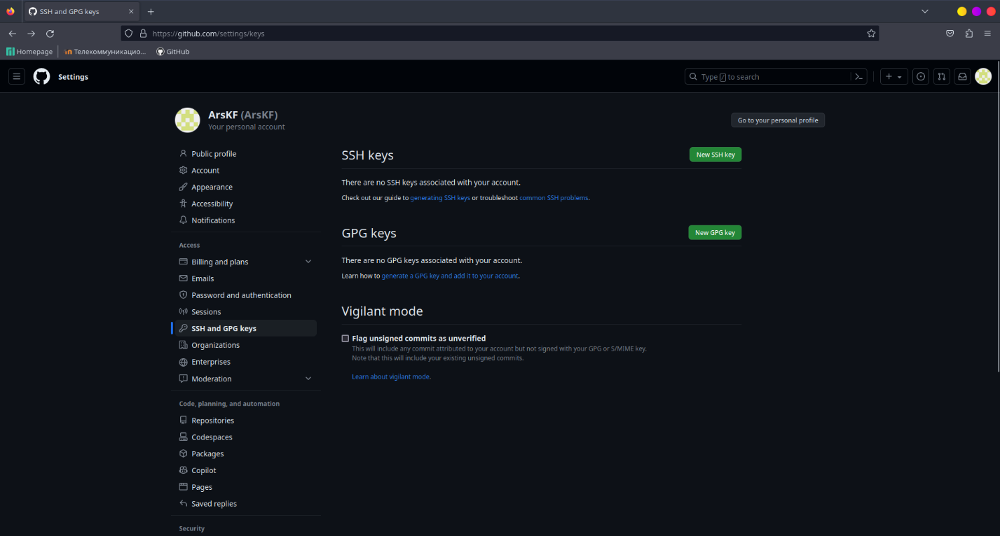 SSH and GPG keys
https://github.com/settings/keys
Homepage
Телекоммуникацио...
GitHub
Settings
Type / to search
ArsKF (ArsKF)
Your personal account
Go to your personal profile
Public profile
Account
Appearance
Accessibility
Notifications
Access
Billing and plans
Emails
Password and authentication
Sessions
SSH and GPG keys
Organizations
Enterprises
Moderation
Code, planning, and automation
Repositories
Codespaces
Packages
Copilot
Pages
Saved replies
Security
SSH keys
New SSH key
There are no SSH keys associated with your account.
Check out our guide to generating SSH keys or troubleshoot common SSH problems.
GPG keys
New GPG key
There are no GPG keys associated with your account.
Learn how to generate a GPG key and add it to your account.
Vigilant mode
Flag unsigned commits as unverified
This will include any commit attributed to your account but not signed with your GPG or S/MIME key.
Note that this will include your existing unsigned commits.
Learn about vigilant mode.